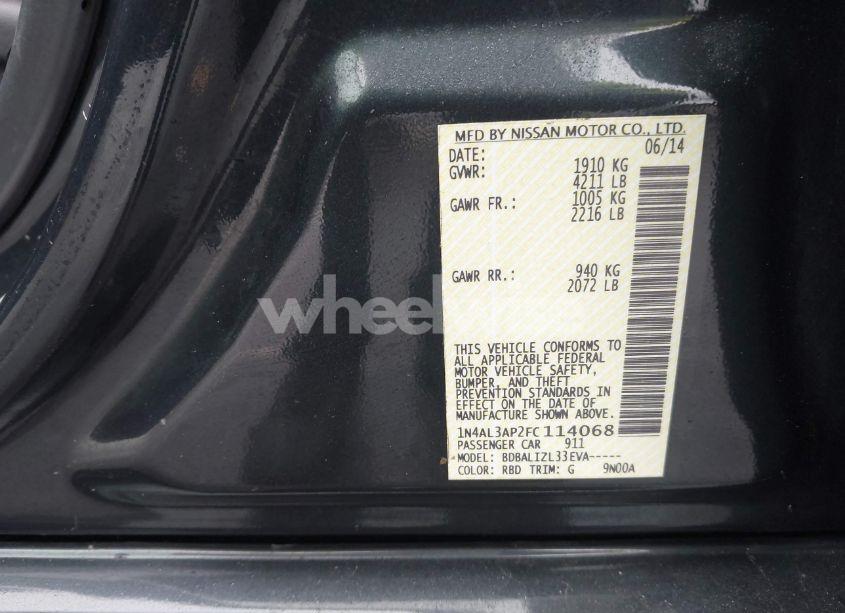 MFD BY NISSAN MOTOR CO., LTD.
DATE: 06/14
GVWR: 1910 KG
4211 LB
GAWR FR.: 1005 KG
2216 LB
GAWR RR.: 940 KG
2072 LB
THIS VEHICLE CONFORMS TO
ALL APPLICABLE FEDERAL
MOTOR VEHICLE SAFETY,
BUMPER, AND THEFT
PREVENTION STANDARDS IN
EFFECT ON THE DATE OF
MANUFACTURE SHOWN ABOVE.
1N4AL3AP2FC114068
PASSENGER CAR 911
MODEL: BDBALIZL33EVA-----
COLOR: RBD TRIM: G 9N00A